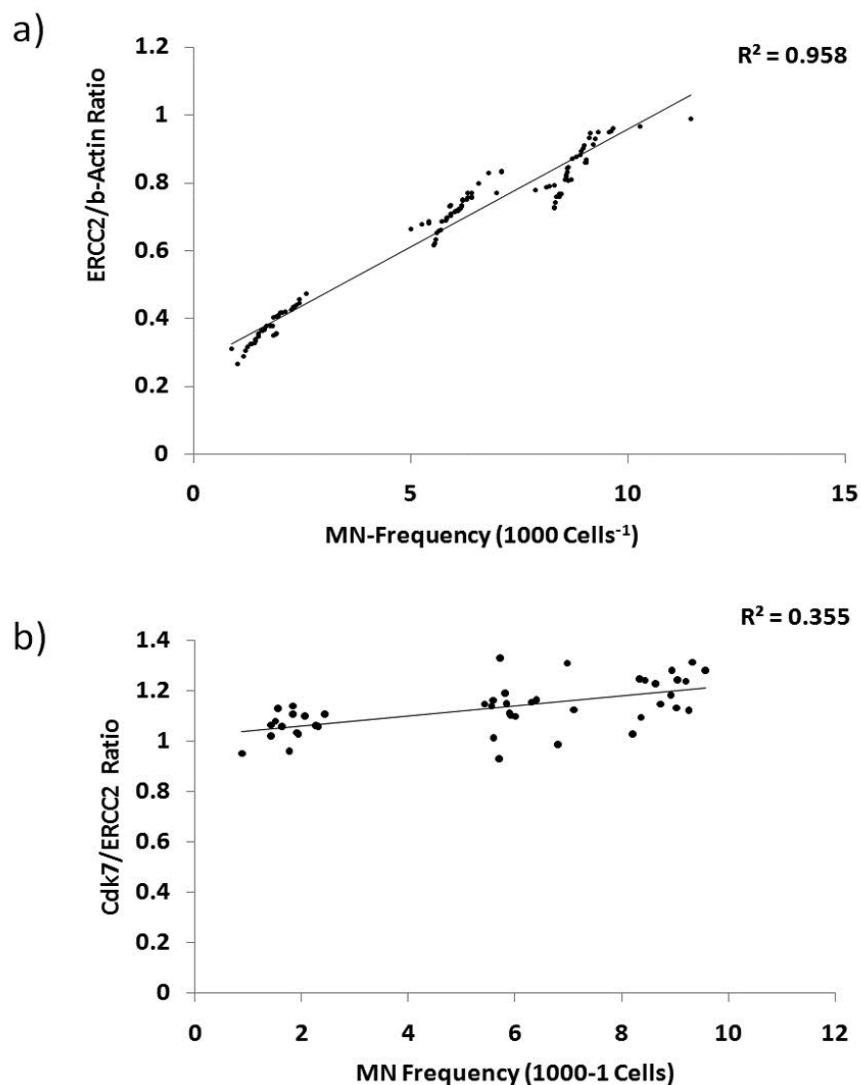 a)
R² = 0.958
ERCC2/b-Actin Ratio
1.2
1
0.8
0.6
0.4
0.2
0
0 5 10 15
MN-Frequency (1000 Cells⁻¹)
b)
R² = 0.355
Cdk7/ERCC2 Ratio
1.4
1.2
1
0.8
0.6
0.4
0.2
0
0 2 4 6 8 10 12
MN Frequency (1000-1 Cells)